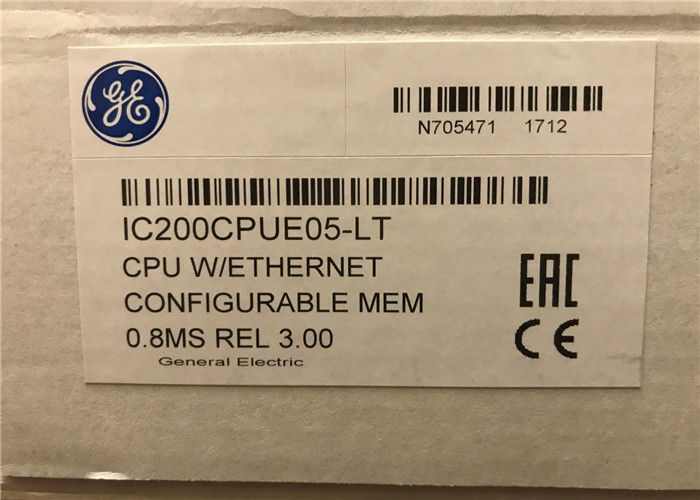 GE
N705471 1712
IC200CPUE05-LT
CPU W/ETHERNET
CONFIGURABLE MEM
0.8MS REL 3.00
General Electric
EAC
CE